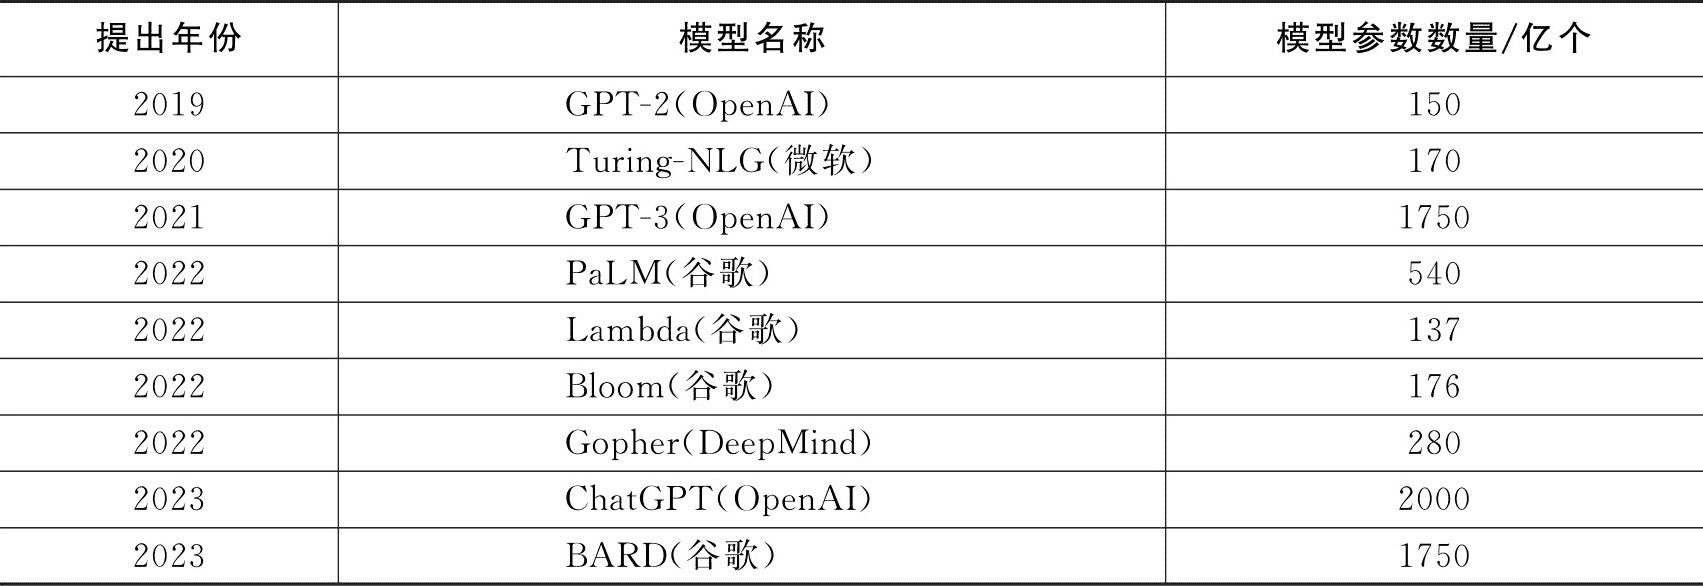 提出年份 模型名称 模型参数数量/亿个
2019 GPT-2(OpenAI) 150
2020 Turing-NLG(微软) 170
2021 GPT-3(OpenAI) 1750
2022 PaLM(谷歌) 540
2022 Lambda(谷歌) 137
2022 Bloom(谷歌) 176
2022 Gopher(DeepMind) 280
2023 ChatGPT(OpenAI) 2000
2023 BARD(谷歌) 1750